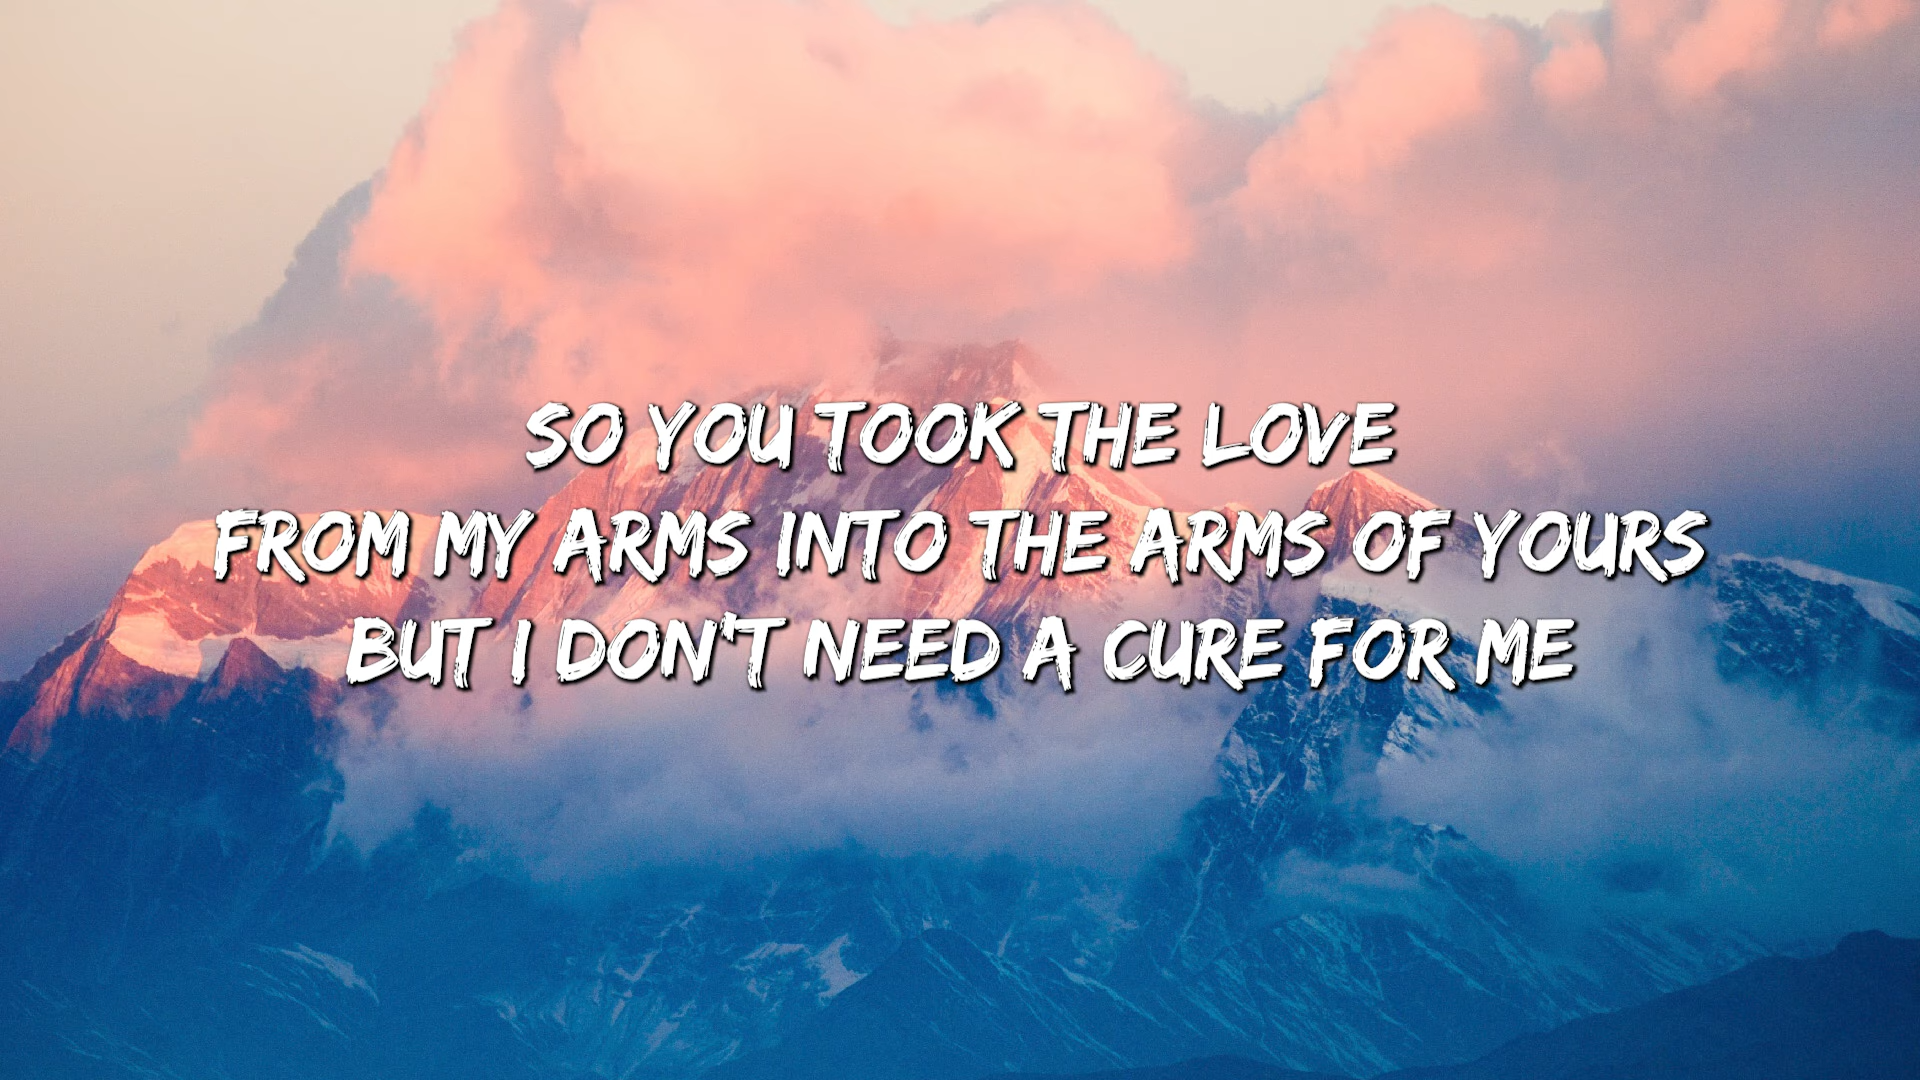 SO YOU TOOK THE LOVE
FROM MY ARMS INTO THE ARMS OF YOURS
BUT I DON'T NEED A CURE FOR ME